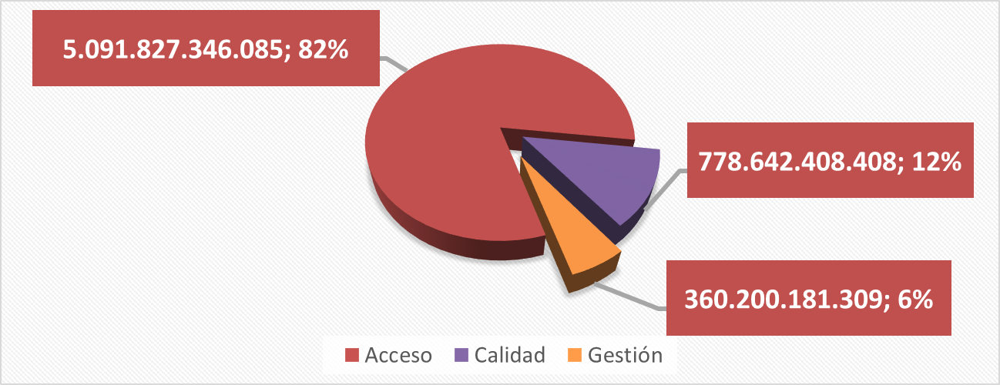 5.091.827.346.085; 82%
778.642.408.408; 12%
360.200.181.309; 6%
Acceso Calidad Gestión